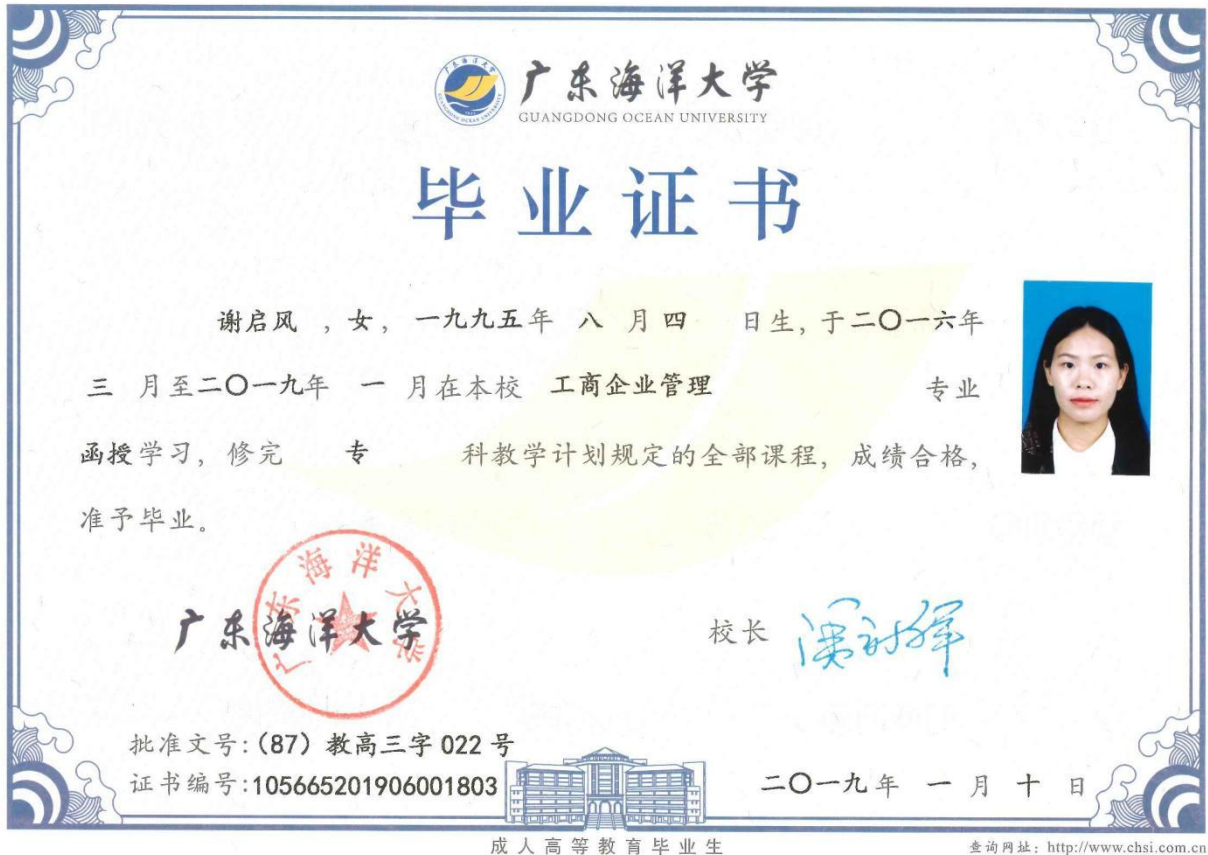 广东海洋大学
GUANGDONG OCEAN UNIVERSITY
毕业证书
谢启风 ，女， 一九九五年 八 月四 日生，于二〇一六年
三 月至二〇一九年 一 月在本校 工商企业管理 专业
函授学习，修完 专 科教学计划规定的全部课程，成绩合格，
准予毕业。
广东海洋大学
广东海洋大学
校长
批准文号：(87) 教高三字 022 号
证书编号：105665201906001803
二〇一九年 一 月 十 日
成人高等教育毕业生
查询网址：http://www.chsi.com.cn